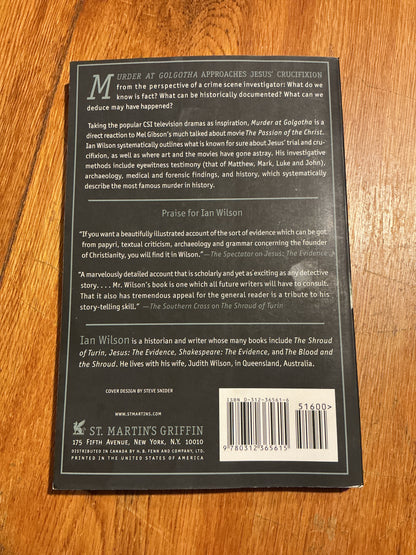 MURDER AT GOLGOTHA APPROACHES JESUS' CRUCIFIXION
from the perspective of a crime scene investigator: What do we
know is fact? What can be historically documented? What can we
deduce may have happened?
Taking the popular CSI television dramas as inspiration, Murder at Golgotha is a
direct reaction to Mel Gibson's much talked about movie The Passion of the Christ.
Ian Wilson systematically outlines what is known for sure about Jesus' trial and cru-
cifixion, as well as where art and the movies have gone astray. His investigative
methods include eyewitness testimony (that of Matthew, Mark, Luke and John),
archaeology, medical and forensic findings, and history, which systematically
describe the most famous murder in history.
Praise for Ian Wilson
"If you want a beautifully illustrated account of the sort of evidence which can be got
from papyri, textual criticism, archaeology and grammar concerning the founder
of Christianity, you will find it in Wilson." —The Spectator on Jesus: The Evidence
"A marvelously detailed account that is scholarly and yet as exciting as any detective
story. . . . Mr. Wilson's book is one which all future writers will have to consult.
That it also has tremendous appeal for the general reader is a tribute to his
story-telling skill." —The Southern Cross on The Shroud of Turin
Ian Wilson is a historian and writer whose many books include The Shroud
of Turin, Jesus: The Evidence, Shakespeare: The Evidence, and The Blood and
the Shroud. He lives with his wife, Judith Wilson, in Queensland, Australia.
COVER DESIGN BY STEVE SNIDER
WWW.STMARTINS.COM
ST. MARTIN'S GRIFFIN
175 FIFTH AVENUE, NEW YORK, N.Y. 10010
DISTRIBUTED IN CANADA BY H. B. FENN AND COMPANY, LTD.
PRINTED IN THE UNITED STATES OF AMERICA
ISBN 0-312-36561-6
51600>
9 780312 365615